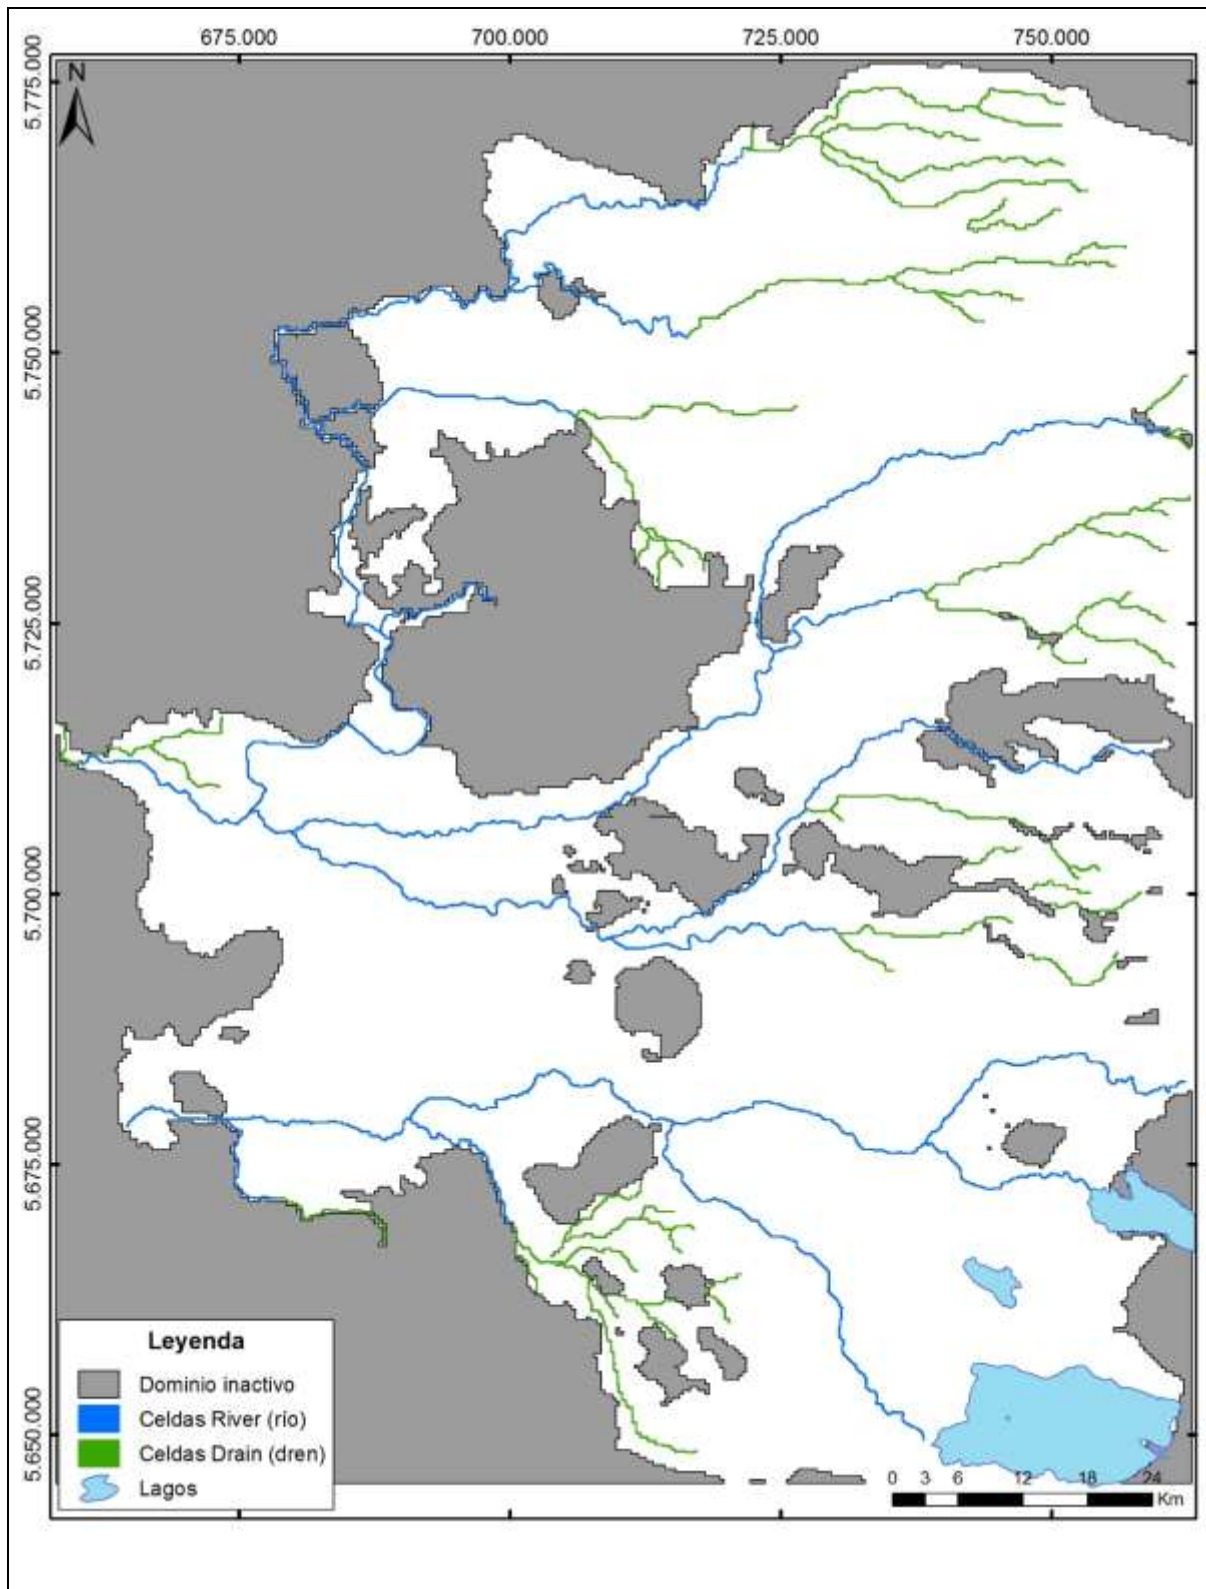 675.000 700.000 725.000 750.000
5.775.000
N
5.750.000
5.725.000
5.700.000
5.675.000
5.650.000
Leyenda
Dominio inactivo
Celdas River (río)
Celdas Drain (dren)
Lagos
0 3 6 12 18 24
Km